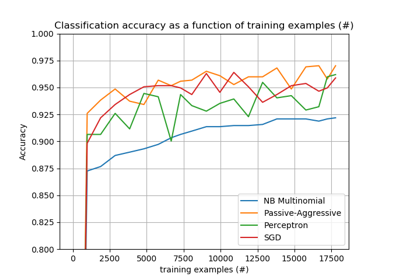 Classification accuracy as a function of training examples (#)
1.000
0.975
0.950
0.925
0.900
0.875
0.850
0.825
0.800
Accuracy
NB Multinomial
Passive-Aggressive
Perceptron
SGD
0 2500 5000 7500 10000 12500 15000 17500
training examples (#)